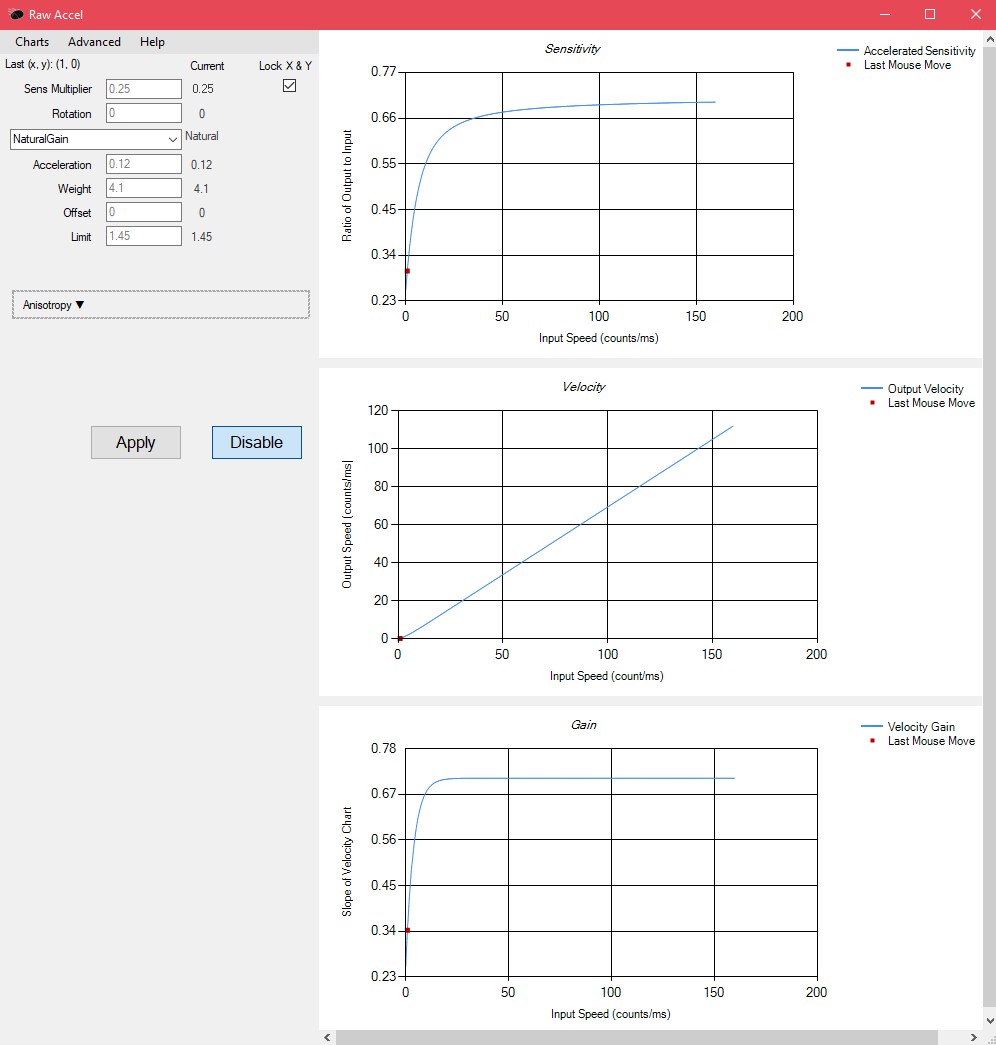 Raw Accel
Charts Advanced Help
Last (x, y): (1, 0)
Current
Lock X & Y
Sens Multiplier 0.25 0.25
Rotation 0 0
NaturalGain Natural
Acceleration 0.12 0.12
Weight 4.1 4.1
Offset 0 0
Limit 1.45 1.45
Anisotropy ▼
Apply Disable
Sensitivity
Accelerated Sensitivity
Last Mouse Move
Ratio of Output to Input
0.77
0.66
0.55
0.45
0.34
0.23
0 50 100 150 200
Input Speed (counts/ms)
Velocity
Output Velocity
Last Mouse Move
Output Speed (counts/ms)
120
100
80
60
40
20
0
0 50 100 150 200
Input Speed (count/ms)
Gain
Velocity Gain
Last Mouse Move
Slope of Velocity Chart
0.78
0.67
0.56
0.45
0.34
0.23
0 50 100 150 200
Input Speed (counts/ms)